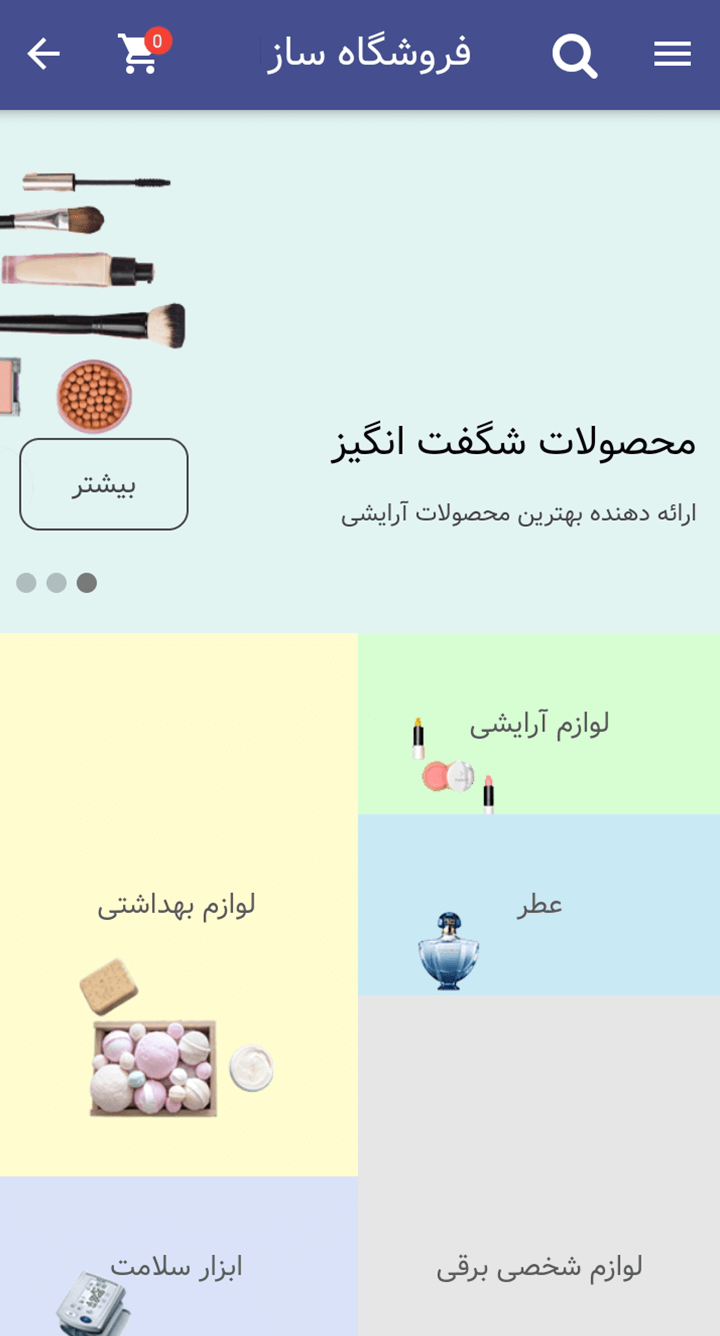 فروشگاه ساز
0
محصولات شگفت انگیز
ارائه دهنده بهترین محصولات آرایشی
بیشتر
لوازم آرایشی
لوازم بهداشتی
عطر
لوازم شخصی برقی
ابزار سلامت